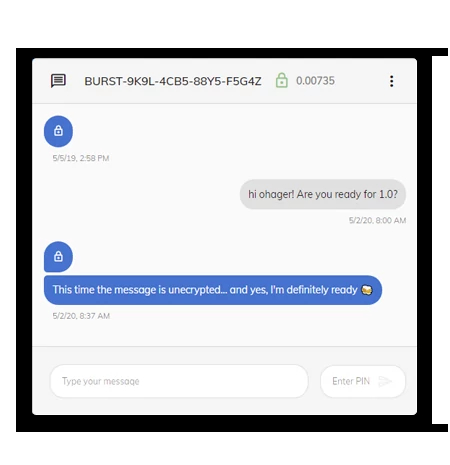 BURST-9K9L-4CB5-88Y5-F5G4Z 0.00735
5/5/19, 2:58 PM
hi ohager! Are you ready for 1.0?
5/2/20, 8:00 AM
This time the message is unecrypted... and yes, I'm definitely ready
5/2/20, 8:37 AM
Type your message Enter PIN